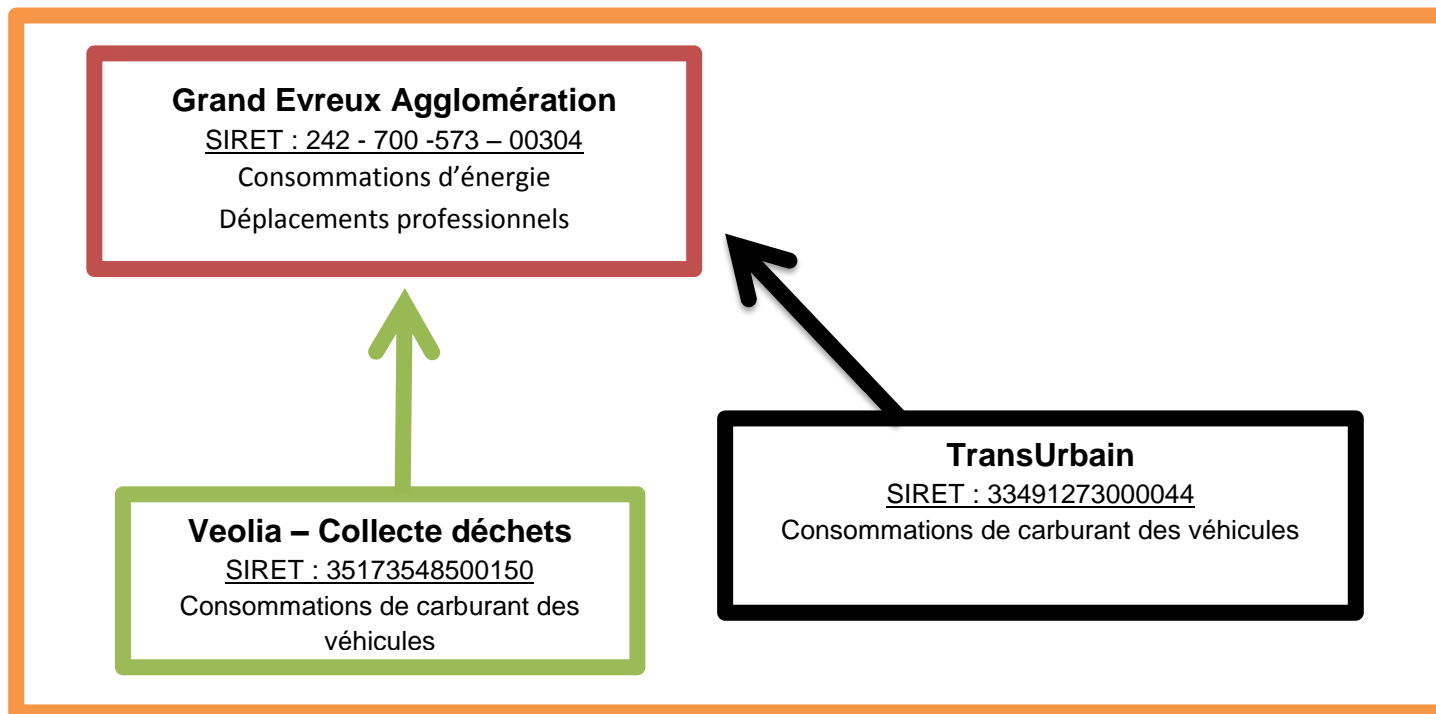 Grand Evreux Agglomération
SIRET : 242 - 700 -573 – 00304
Consommations d’énergie
Déplacements professionnels
TransUrbain
SIRET : 33491273000044
Consommations de carburant des véhicules
Veolia – Collecte déchets
SIRET : 35173548500150
Consommations de carburant des
véhicules